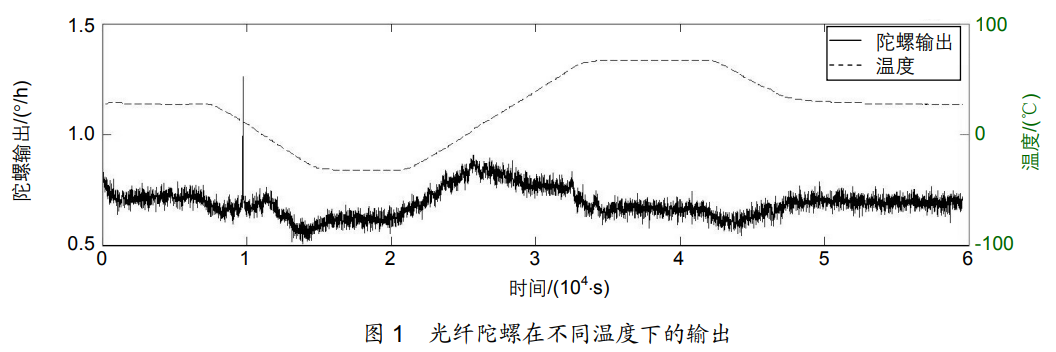 1.5
100
陀螺输出
温度
陀螺输出/(°/h)
1.0
0
温度/(℃)
0.5
-100
0
1
2
3
4
5
6
时间/(10⁴·s)
图 1 光纤陀螺在不同温度下的输出